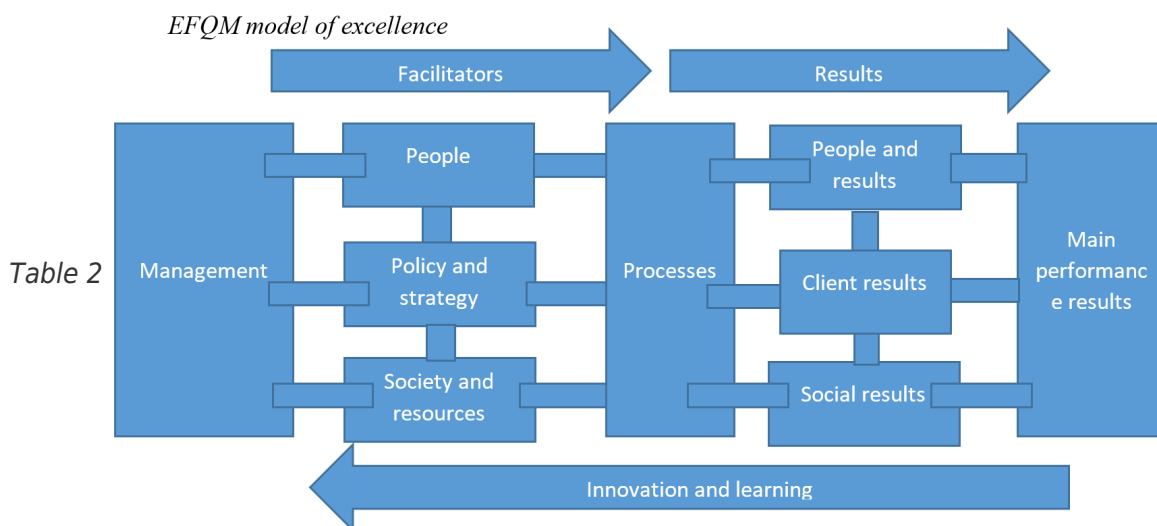 EFQM model of excellence
Facilitators
Results
Table 2
Management
People
Policy and
strategy
Society and
resources
Processes
People and
results
Client results
Social results
Main
performanc
e results
Innovation and learning